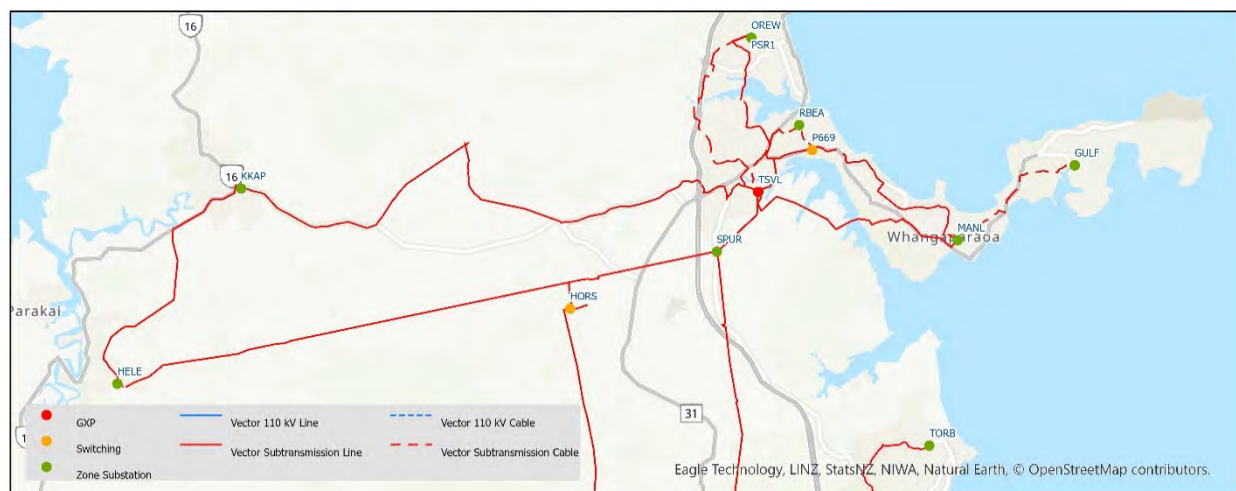 16
OREW
PSR1
RBEA
P669
GULF
16
KKAP
TSVL
MANL
Whangaparaoa
SPUR
HORS
Parakai
HELE
31
TORB
GXP
Vector 110 kV Line
Vector 110 kV Cable
Switching
Vector Subtransmission Line
Vector Subtransmission Cable
Zone Substation
Eagle Technology, LINZ, StatsNZ, NIWA, Natural Earth, © OpenStreetMap contributors.